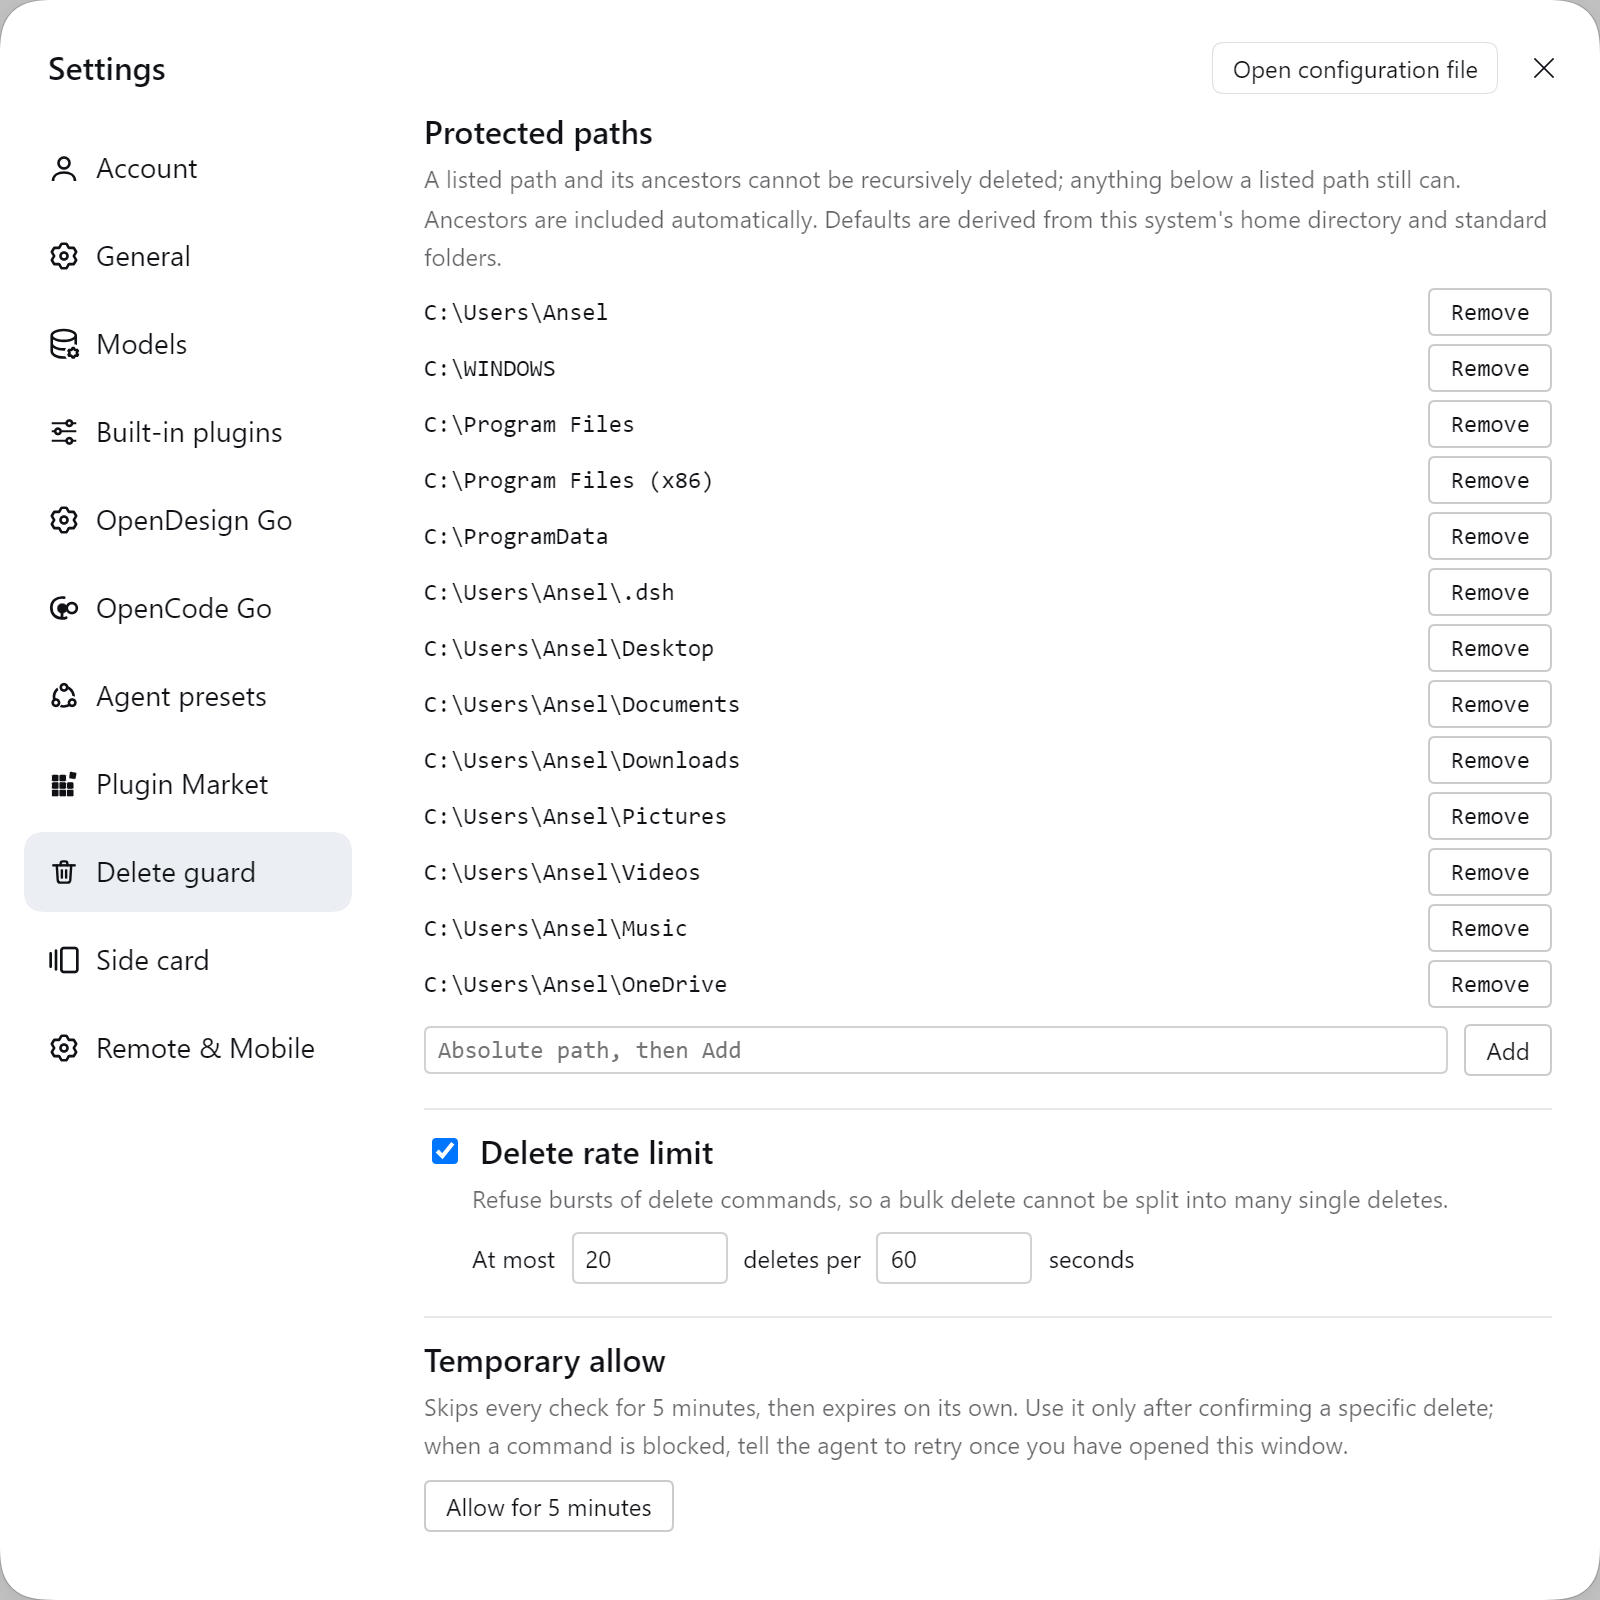 Settings
Open configuration file
Account
General
Models
Built-in plugins
OpenDesign Go
OpenCode Go
Agent presets
Plugin Market
Delete guard
Side card
Remote & Mobile
Protected paths
A listed path and its ancestors cannot be recursively deleted; anything below a listed path still can.
Ancestors are included automatically. Defaults are derived from this system's home directory and standard
folders.
C:\Users\Ansel Remove
C:\WINDOWS Remove
C:\Program Files Remove
C:\Program Files (x86) Remove
C:\ProgramData Remove
C:\Users\Ansel\.dsh Remove
C:\Users\Ansel\Desktop Remove
C:\Users\Ansel\Documents Remove
C:\Users\Ansel\Downloads Remove
C:\Users\Ansel\Pictures Remove
C:\Users\Ansel\Videos Remove
C:\Users\Ansel\Music Remove
C:\Users\Ansel\OneDrive Remove
Absolute path, then Add Add
Delete rate limit
Refuse bursts of delete commands, so a bulk delete cannot be split into many single deletes.
At most 20 deletes per 60 seconds
Temporary allow
Skips every check for 5 minutes, then expires on its own. Use it only after confirming a specific delete;
when a command is blocked, tell the agent to retry once you have opened this window.
Allow for 5 minutes